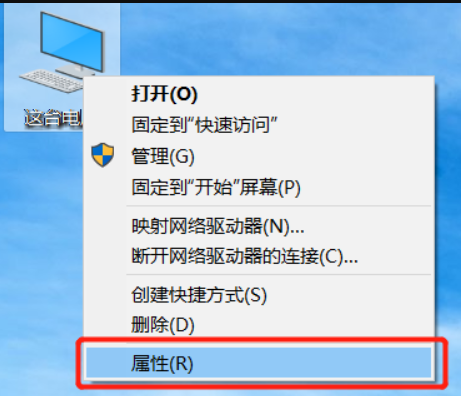 这台电
打开(O)
固定到"快速访问"
管理(G)
固定到"开始"屏幕(P)
映射网络驱动器(N)...
断开网络驱动器的连接(C)...
创建快捷方式(S)
删除(D)
属性(R)